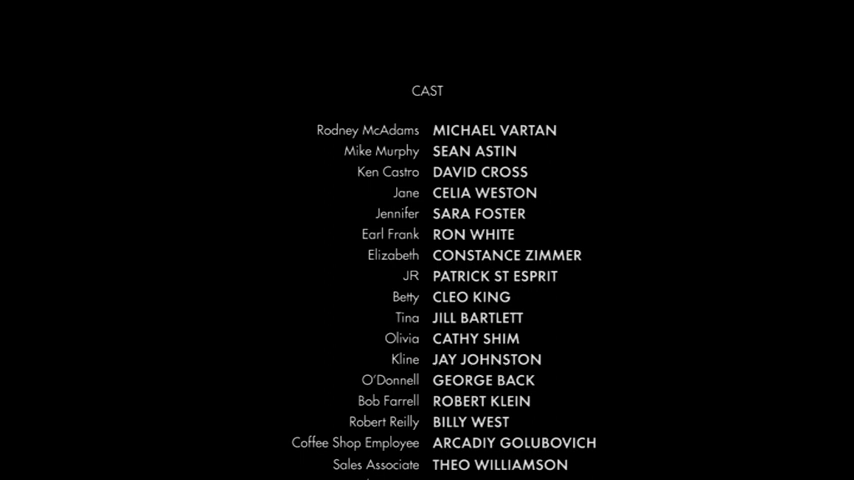 CAST
Rodney McAdams MICHAEL VARTAN
Mike Murphy SEAN ASTIN
Ken Castro DAVID CROSS
Jane CELIA WESTON
Jennifer SARA FOSTER
Earl Frank RON WHITE
Elizabeth CONSTANCE ZIMMER
JR PATRICK ST ESPRIT
Betty CLEO KING
Tina JILL BARTLETT
Olivia CATHY SHIM
Kline JAY JOHNSTON
O'Donnell GEORGE BACK
Bob Farrell ROBERT KLEIN
Robert Reilly BILLY WEST
Coffee Shop Employee ARCADIY GOLUBOVICH
Sales Associate THEO WILLIAMSON